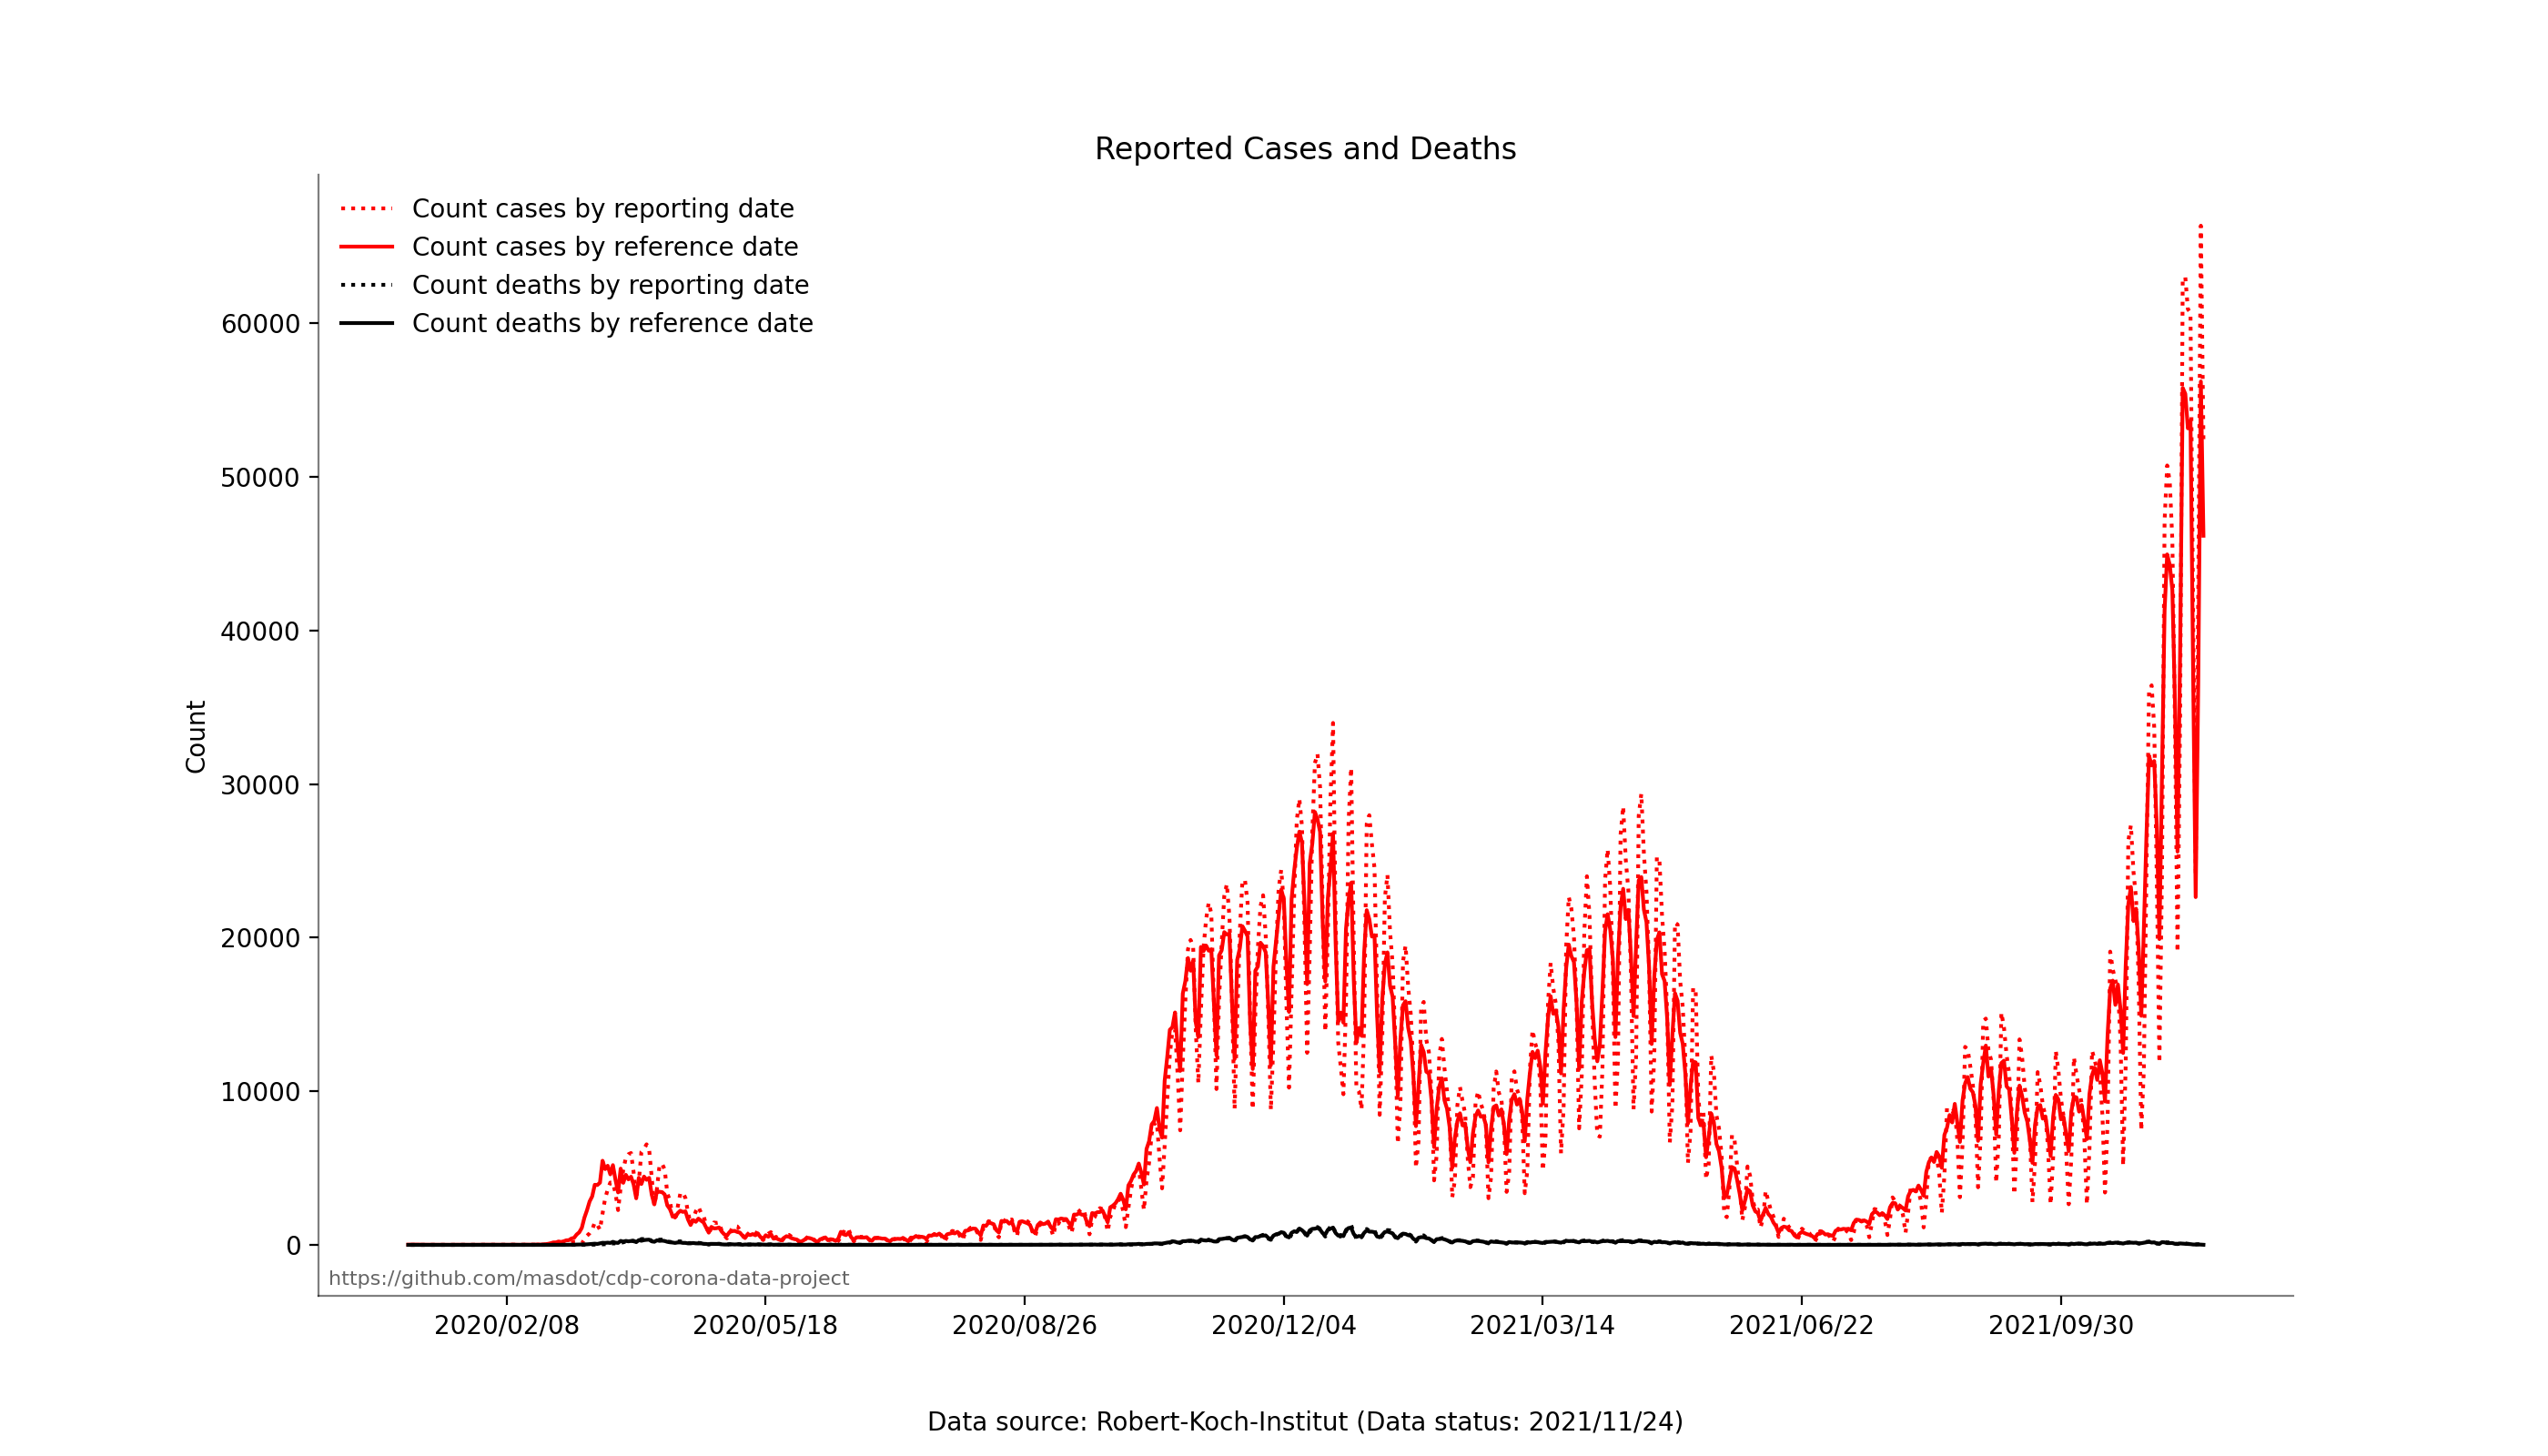 Reported Cases and Deaths
Count cases by reporting date
Count cases by reference date
Count deaths by reporting date
Count deaths by reference date
Count
60000
50000
40000
30000
20000
10000
0
https://github.com/masdot/cdp-corona-data-project
2020/02/08 2020/05/18 2020/08/26 2020/12/04 2021/03/14 2021/06/22 2021/09/30
Data source: Robert-Koch-Institut (Data status: 2021/11/24)